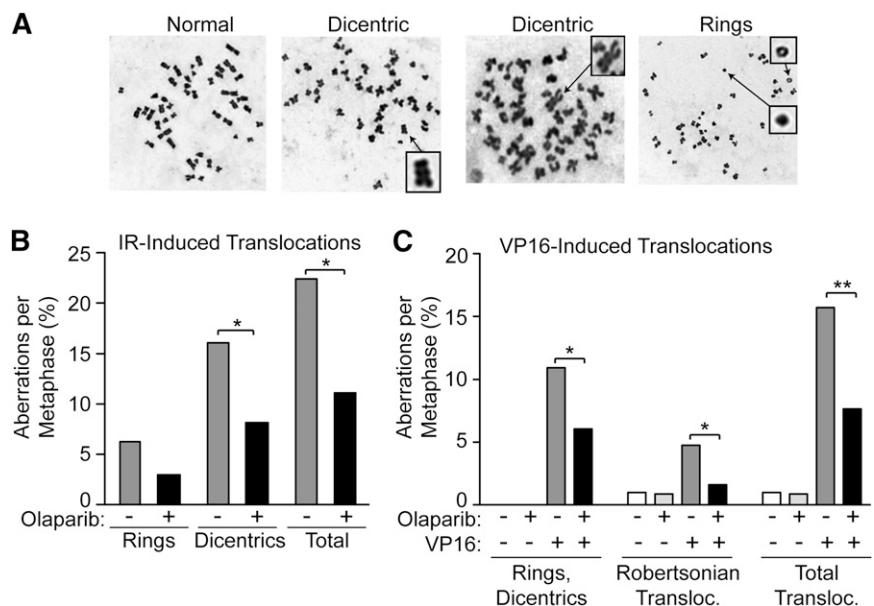 A
Normal Dicentric Dicentric Rings
B
IR-Induced Translocations
Aberrations per
Metaphase (%)
25
20
15
10
5
0
* * 
Olaparib: - + - + - +
Rings Dicentrics Total
C
VP16-Induced Translocations
Aberrations per
Metaphase (%)
20
15
10
5
0
* * **
Olaparib: - + - + - + - + - + - +
VP16: - - + + - - + + - - + +
Rings, Robertsonian Total
Dicentrics Transloc. Transloc.